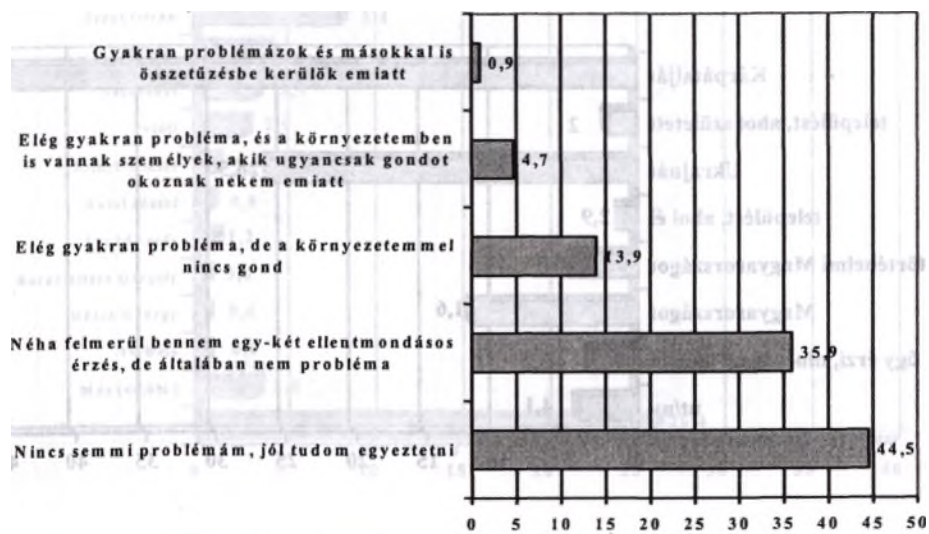 Gyakran problémázok és másokkal is
összetűzésbe kerülök emiatt
0,9
Elég gyakran probléma, és a környezetemben
is vannak személyek, akik ugyancsak gondot
okoznak nekem emiatt
4,7
Elég gyakran probléma, de a környezetemmel
nincs gond
13,9
Néha felmerül bennem egy-két ellentmondásos
érzés, de általában nem probléma
35,9
Nincs semmi problémám, jól tudom egyeztetni
44,5
0 5 10 15 20 25 30 35 40 45 50